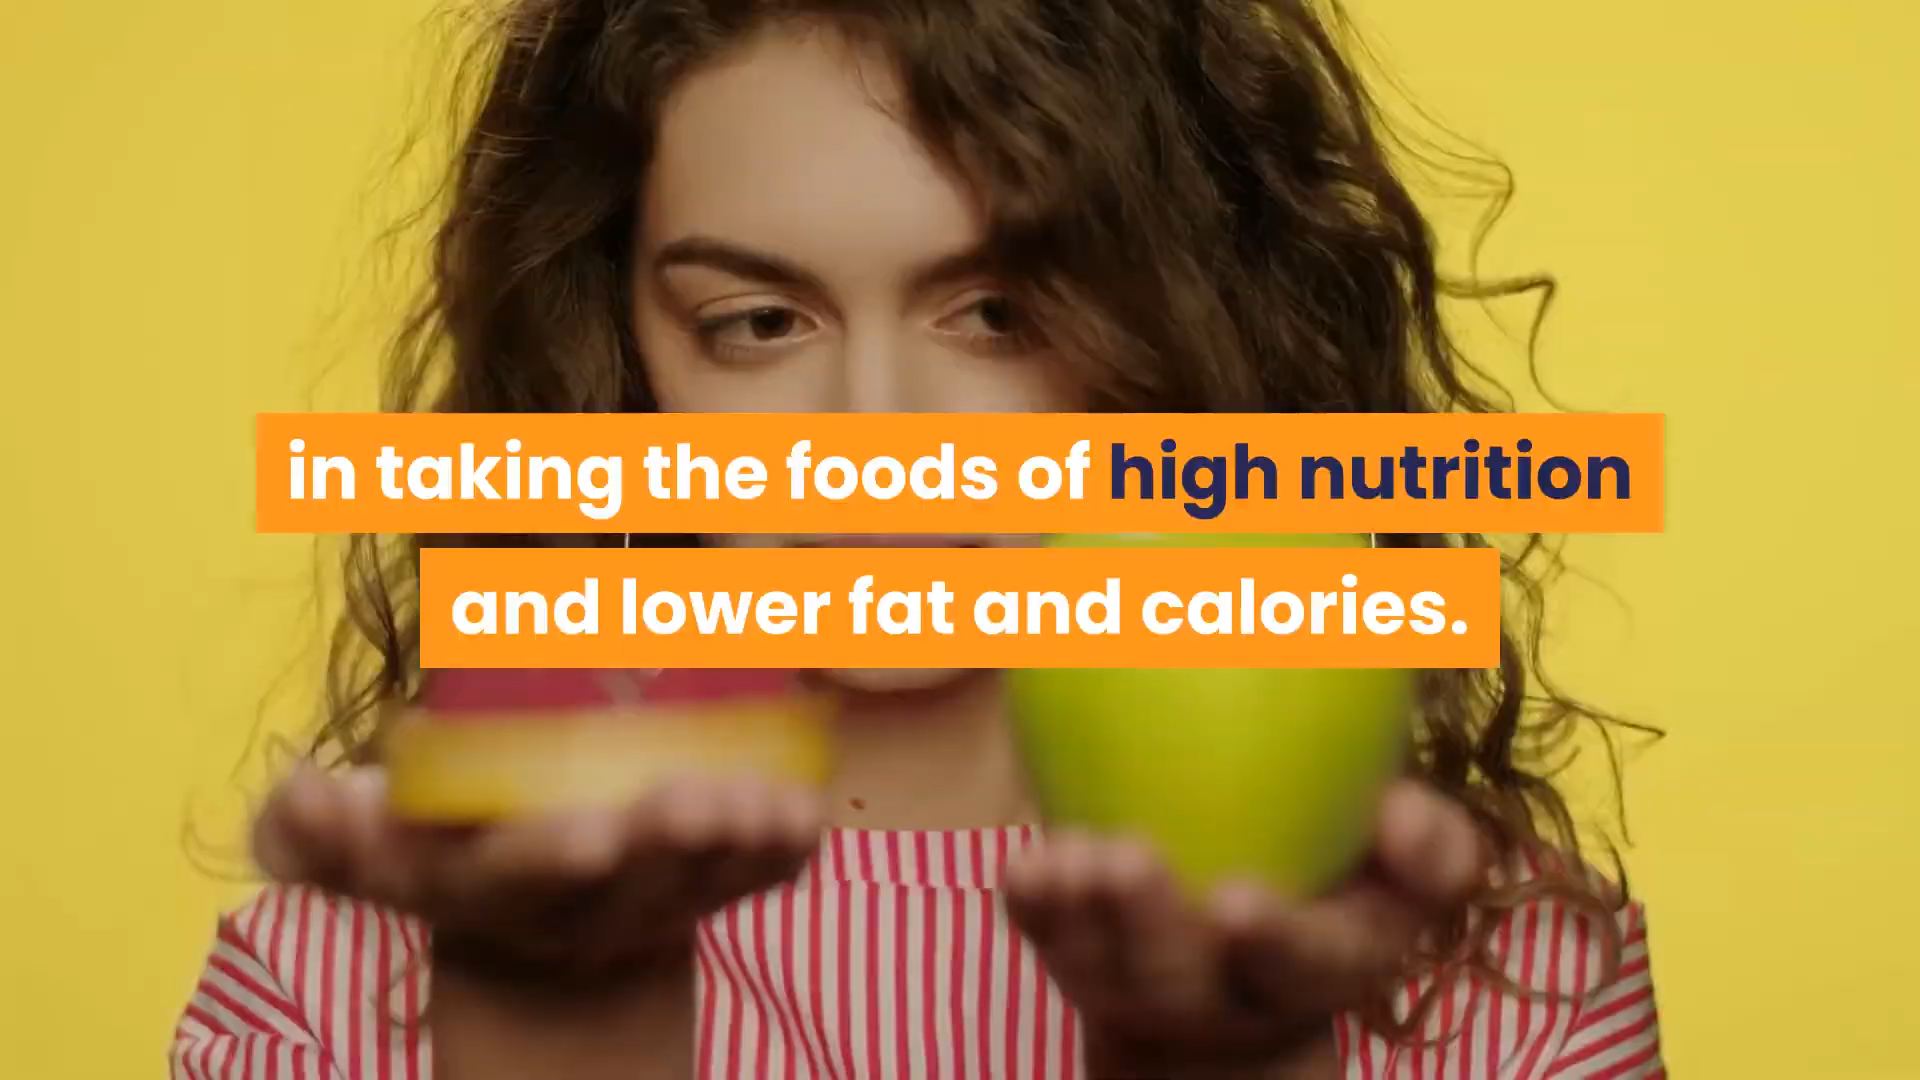 in taking the foods of high nutrition
and lower fat and calories.